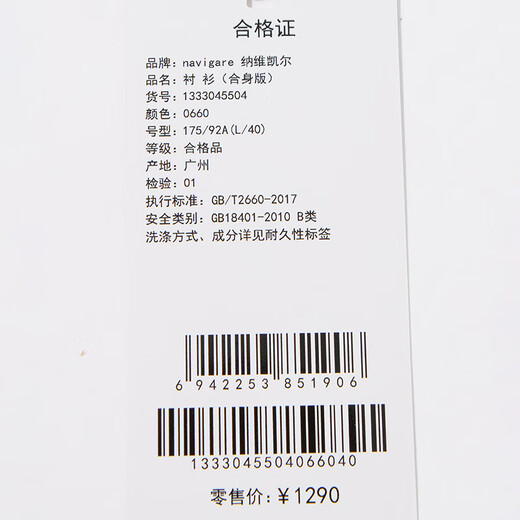 合格证
品牌: navigare 纳维凯尔
品名: 衬 衫（合身版）
货号: 1333045504
颜色: 0660
号型: 175/92A(L/40)
等级: 合格品
产地: 广州
检验: 01
执行标准: GB/T2660-2017
安全类别: GB18401-2010 B类
洗涤方式、成分详见耐久性标签
6 942253 851906
1333045504066040
零售价: ¥1290